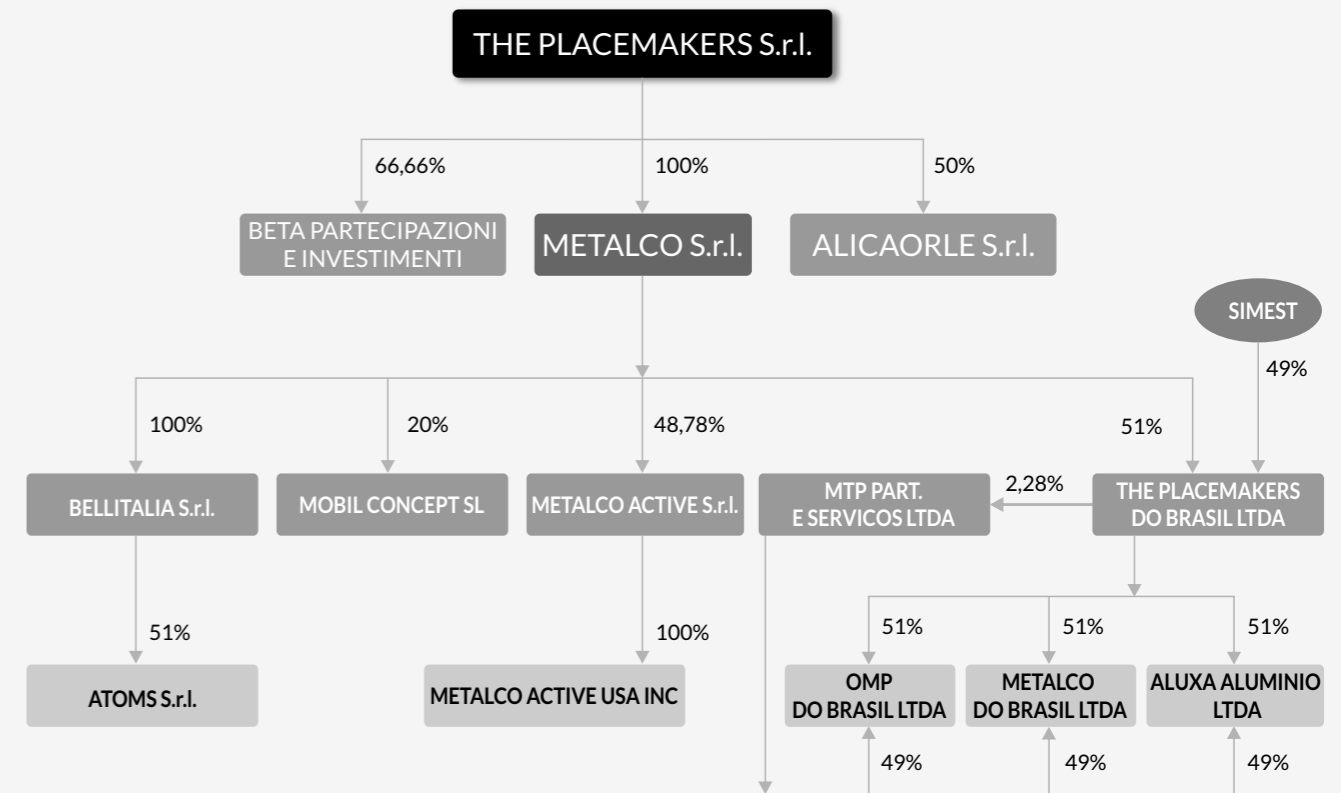 THE PLACEMAKERS S.r.l.
66,66%
100%
50%
BETA PARTECIPAZIONI
E INVESTIMENTI
METALCO S.r.l.
ALICAORLE S.r.l.
SIMEST
49%
100%
20%
48,78%
51%
BELLITALIA S.r.l.
MOBIL CONCEPT SL
METALCO ACTIVE S.r.l.
MTP PART.
E SERVICOS LTDA
2,28%
THE PLACEMAKERS
DO BRASIL LTDA
51%
100%
51%
51%
51%
ATOMS S.r.l.
METALCO ACTIVE USA INC
OMP
DO BRASIL LTDA
METALCO
DO BRASIL LTDA
ALUXA ALUMINIO
LTDA
49%
49%
49%